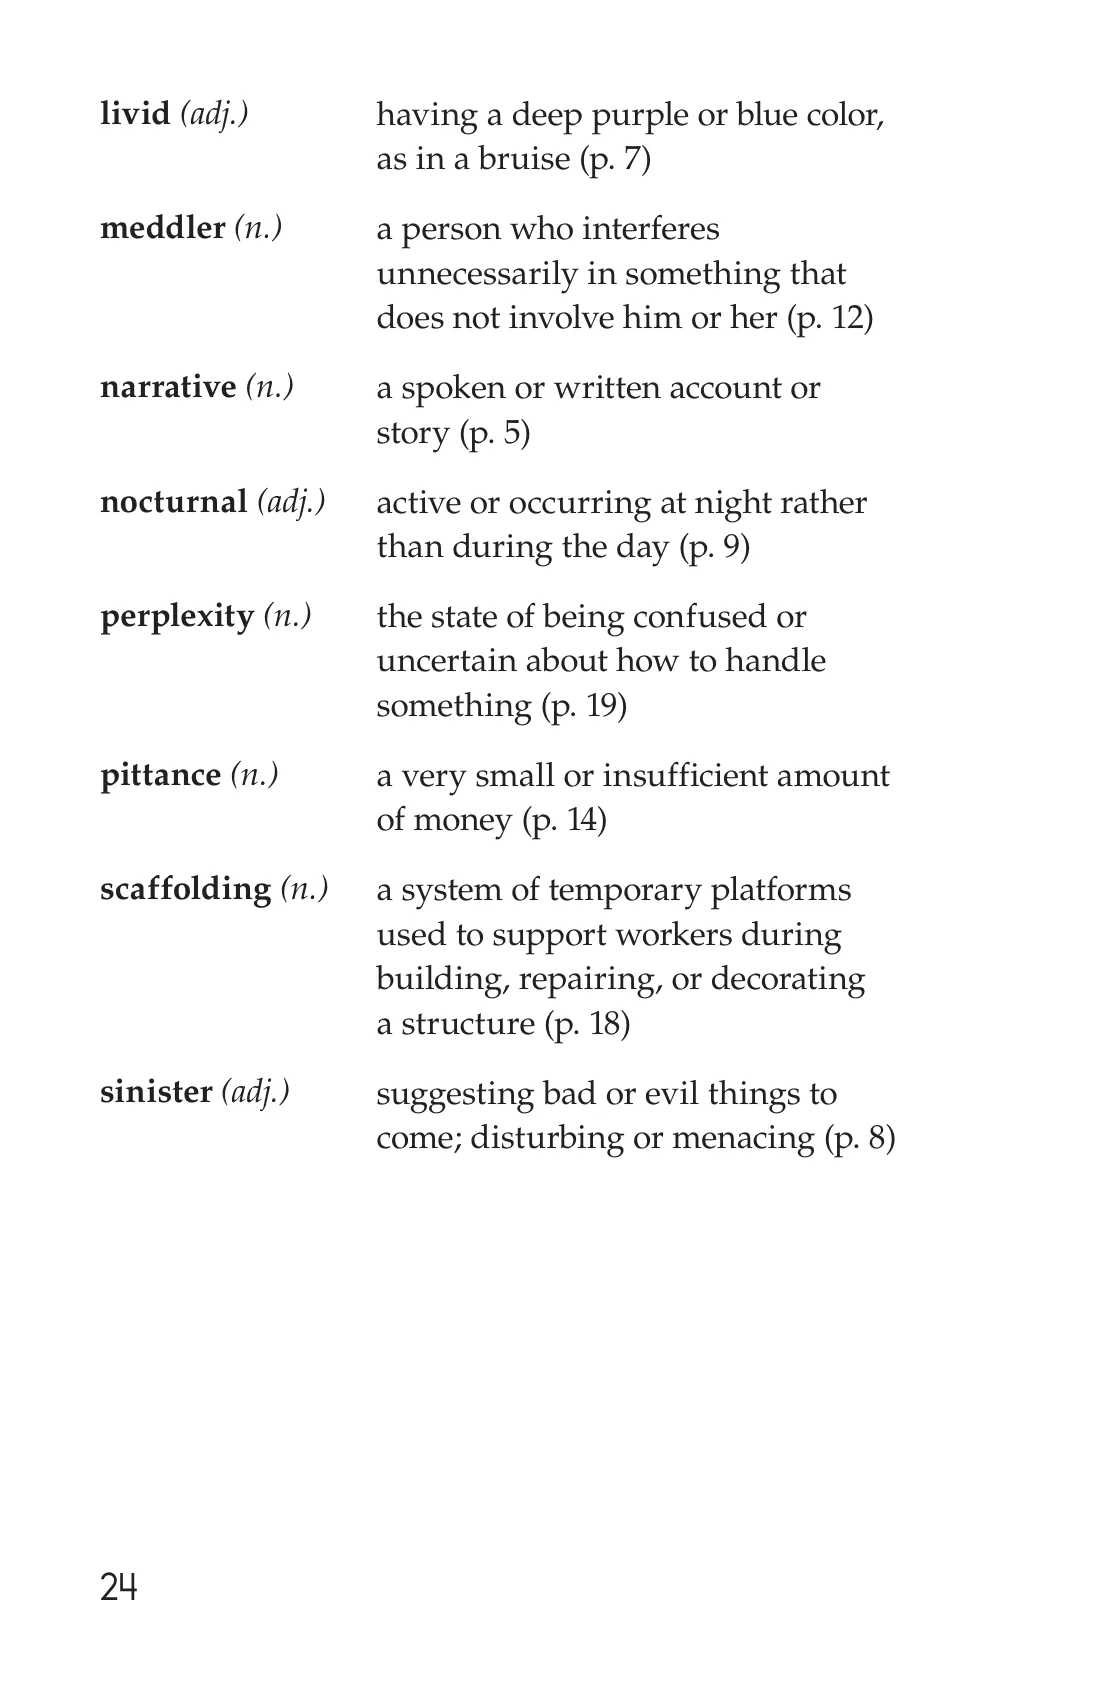 livid (adj.) having a deep purple or blue color,
as in a bruise (p. 7)
meddler (n.) a person who interferes
unnecessarily in something that
does not involve him or her (p. 12)
narrative (n.) a spoken or written account or
story (p. 5)
nocturnal (adj.) active or occurring at night rather
than during the day (p. 9)
perplexity (n.) the state of being confused or
uncertain about how to handle
something (p. 19)
pittance (n.) a very small or insufficient amount
of money (p. 14)
scaffolding (n.) a system of temporary platforms
used to support workers during
building, repairing, or decorating
a structure (p. 18)
sinister (adj.) suggesting bad or evil things to
come; disturbing or menacing (p. 8)
24